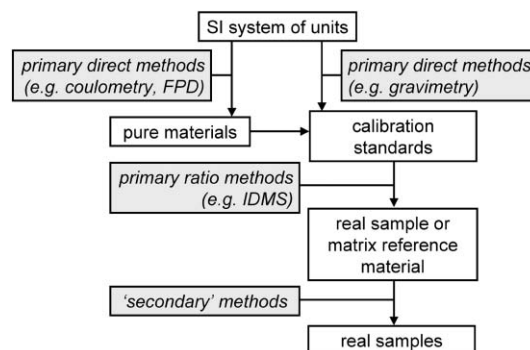 SI system of units
primary direct methods
(e.g. coulometry, FPD)
primary direct methods
(e.g. gravimetry)
pure materials
calibration
standards
primary ratio methods
(e.g. IDMS)
real sample or
matrix reference
material
‘secondary’ methods
real samples